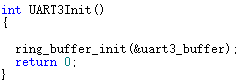 int UART3Init()
{
ring_buffer_init(&uart3_buffer);
return 0;
}